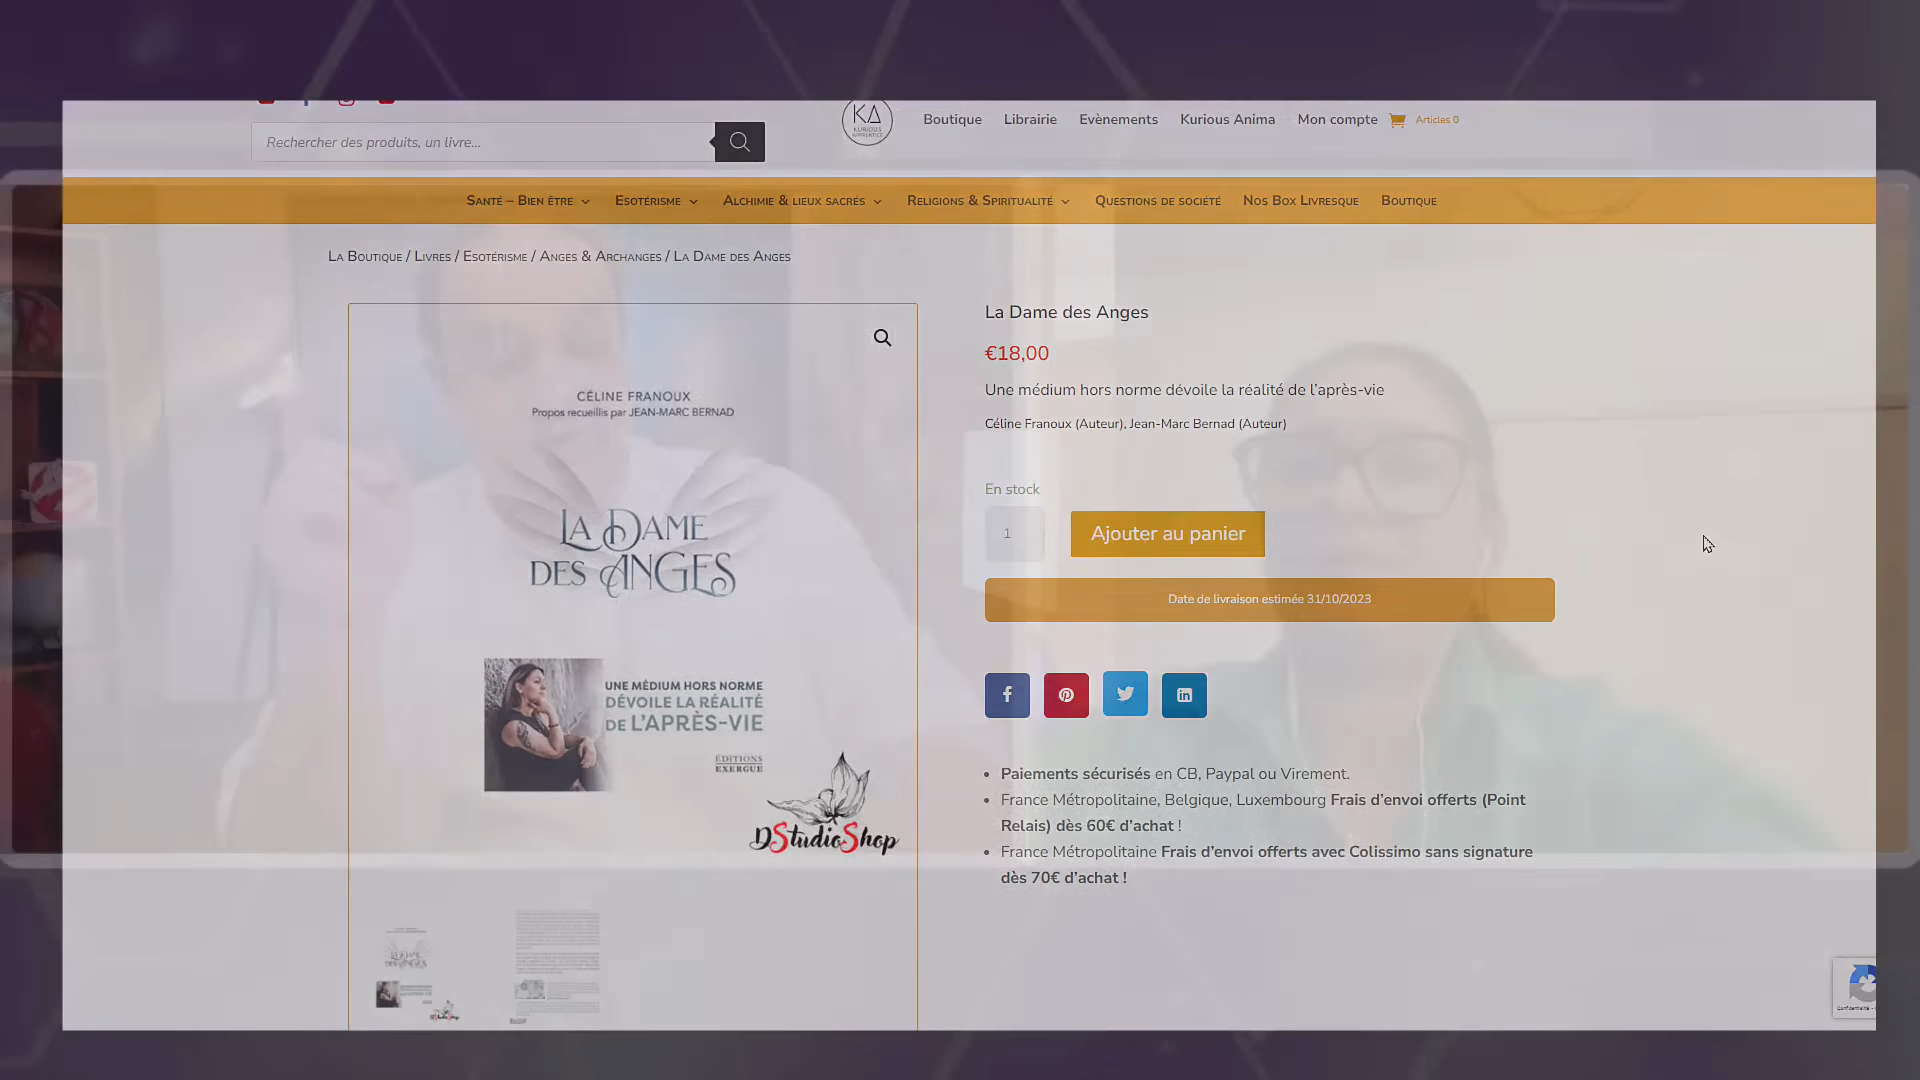 KA
KURIOUS
Boutique
Librairie
Evènements
Kurious Anima
Mon compte
Articles 0
Rechercher des produits, un livre...
Santé – Bien être
Esotérisme
Alchimie & lieux sacrés
Religions & Spiritualité
Questions de société
Nos Box Livresque
Boutique
La Boutique / Livres / Esotérisme / Anges & Archanges / La Dame des Anges
CÉLINE FRANOUX
Propos recueillis par JEAN-MARC BERNAD
LA DAME
DES ANGES
UNE MÉDIUM HORS NORME
DÉVOILE LA RÉALITÉ
DE L'APRÈS-VIE
ÉDITIONS
EXERGUE
DStudioShop
La Dame des Anges
€18,00
Une médium hors norme dévoile la réalité de l'après-vie
Céline Franoux (Auteur), Jean-Marc Bernad (Auteur)
En stock
1
Ajouter au panier
Date de livraison estimée 31/10/2023
Paiements sécurisés en CB, Paypal ou Virement.
France Métropolitaine, Belgique, Luxembourg Frais d'envoi offerts (Point
Relais) dès 60€ d'achat !
France Métropolitaine Frais d'envoi offerts avec Colissimo sans signature
dès 70€ d'achat !
LA DAME
DES ANGES